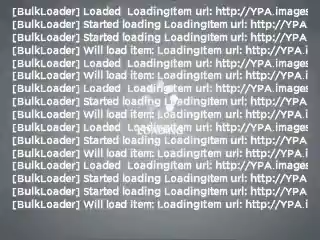 [BulkLoader] Loaded LoadingItem url: http://YPA.images
[BulkLoader] Started loading LoadingItem url: http://YPA
[BulkLoader] Will load item: LoadingItem url: http://YPA.i
[BulkLoader] Loaded LoadingItem url: http://YPA.images
[BulkLoader] Started loading LoadingItem url: http://YPA
[BulkLoader] Will load item: LoadingItem url: http://YPA.i
[BulkLoader] Loaded LoadingItem url: http://YPA.images
[BulkLoader] Started loading LoadingItem url: http://YPA
[BulkLoader] Will load item: LoadingItem url: http://YPA.i
[BulkLoader] Loaded LoadingItem url: http://YPA.images
LOADING
[BulkLoader] Started loading LoadingItem url: http://YPA
[BulkLoader] Will load item: LoadingItem url: http://YPA.i
[BulkLoader] Loaded LoadingItem url: http://YPA.images
[BulkLoader] Started loading LoadingItem url: http://YPA
[BulkLoader] Started loading LoadingItem url: http://YPA
[BulkLoader] Will load item: LoadingItem url: http://YPA.i